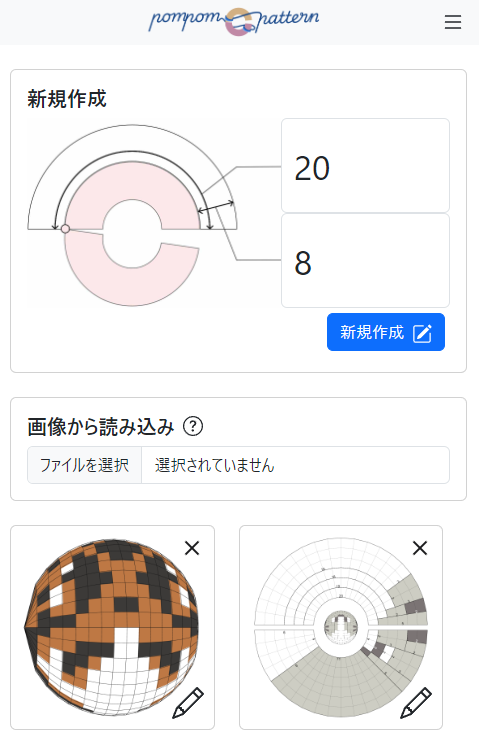 pompom pattern
新規作成
20
8
新規作成
画像から読み込み ?
ファイルを選択 選択されていません